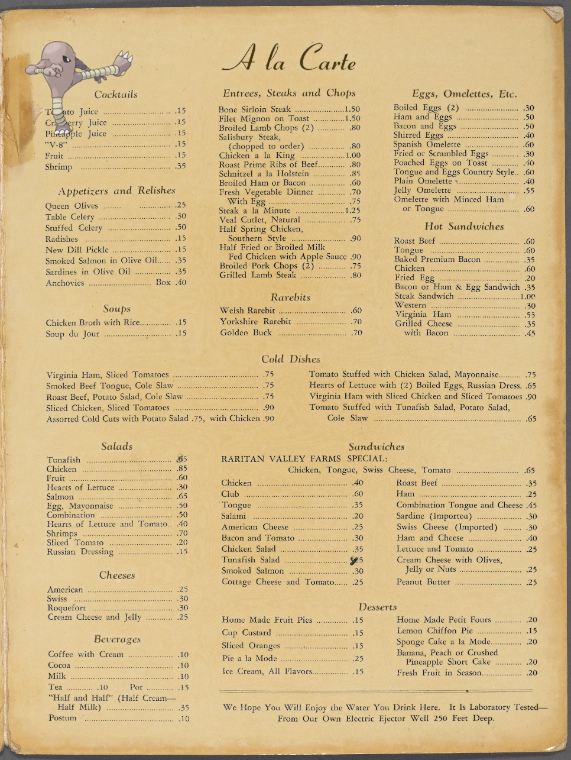 A la Carte
Cocktails
Tomato Juice .15
Cranberry Juice .15
Pineapple Juice .15
"V-8" .15
Fruit .15
Shrimp .35
Appetizers and Relishes
Queen Olives .25
Table Celery .30
Stuffed Celery .50
Radishes .15
New Dill Pickle .15
Smoked Salmon in Olive Oil .35
Sardines in Olive Oil .35
Anchovies Box .40
Soups
Chicken Broth with Rice .15
Soup du Jour .15
Entrees, Steaks and Chops
Bone Sirloin Steak 1.50
Filet Mignon on Toast 1.50
Broiled Lamb Chops (2) .80
Salisbury Steak,
(chopped to order) .80
Chicken a la King 1.00
Roast Prime Ribs of Beef .80
Schnitzel a la Holstein .85
Broiled Ham or Bacon .60
Fresh Vegetable Dinner .70
With Egg .75
Steak a la Minute 1.25
Veal Cutlet, Natural .75
Half Spring Chicken,
Southern Style .90
Half Fried or Broiled Milk
Fed Chicken with Apple Sauce .90
Broiled Pork Chops (2) .75
Grilled Lamb Steak .80
Rarebits
Welsh Rarebit .60
Yorkshire Rarebit .70
Golden Buck .70
Eggs, Omelettes, Etc.
Boiled Eggs (2) .30
Ham and Eggs .50
Bacon and Eggs .50
Shirred Eggs .40
Spanish Omelette .60
Fried or Scrambled Eggs .30
Poached Eggs on Toast .40
Tongue and Eggs Country Style .60
Plain Omelette .40
Jelly Omelette .55
Omelette with Minced Ham
or Tongue .60
Hot Sandwiches
Roast Beef .60
Tongue .60
Baked Premium Bacon .35
Chicken .60
Fried Egg .20
Bacon or Ham & Egg Sandwich .35
Steak Sandwich 1.00
Western .30
Virginia Ham .55
Grilled Cheese .35
with Bacon .45
Cold Dishes
Virginia Ham, Sliced Tomatoes .75
Smoked Beef Tongue, Cole Slaw .75
Roast Beef, Potato Salad, Cole Slaw .75
Sliced Chicken, Sliced Tomatoes .90
Assorted Cold Cuts with Potato Salad .75, with Chicken .90
Tomato Stuffed with Chicken Salad, Mayonnaise .75
Hearts of Lettuce with (2) Boiled Eggs, Russian Dress. .65
Virginia Ham with Sliced Chicken and Sliced Tomatoes .90
Tomato Stuffed with Tunafish Salad, Potato Salad,
Cole Slaw .65
Salads
Tunafish
Chicken .85
Fruit .60
Hearts of Lettuce .30
Salmon .65
Egg, Mayonnaise .50
Combination .50
Hearts of Lettuce and Tomato .40
Shrimps .70
Sliced Tomato .20
Russian Dressing .15
Cheeses
American .25
Swiss .30
Roquefort .30
Cream Cheese and Jelly .25
Beverages
Coffee with Cream .10
Cocoa .10
Milk .10
Tea .10 Pot .15
"Half and Half" (Half Cream—
Half Milk) .35
Postum .10
Sandwiches
RARITAN VALLEY FARMS SPECIAL:
Chicken, Tongue, Swiss Cheese, Tomato .65
Chicken .40
Club .60
Tongue .35
Salami .20
American Cheese .25
Bacon and Tomato .30
Chicken Salad .35
Tunafish Salad
Smoked Salmon .30
Cottage Cheese and Tomato .25
Roast Beef .35
Ham .25
Combination Tongue and Cheese .45
Sardine (Imported) .30
Swiss Cheese (Imported) .30
Ham and Cheese .40
Lettuce and Tomato .25
Cream Cheese with Olives,
Jelly or Nuts .25
Peanut Butter .25
Desserts
Home Made Fruit Pies .15
Cup Custard .15
Sliced Oranges .15
Pie a la Mode .25
Ice Cream, All Flavors .15
Home Made Petit Fours .20
Lemon Chiffon Pie .15
Sponge Cake a la Mode .20
Banana, Peach or Crushed
Pineapple Short Cake .20
Fresh Fruit in Season .20
We Hope You Will Enjoy the Water You Drink Here. It Is Laboratory Tested—
From Our Own Electric Ejector Well 250 Feet Deep.